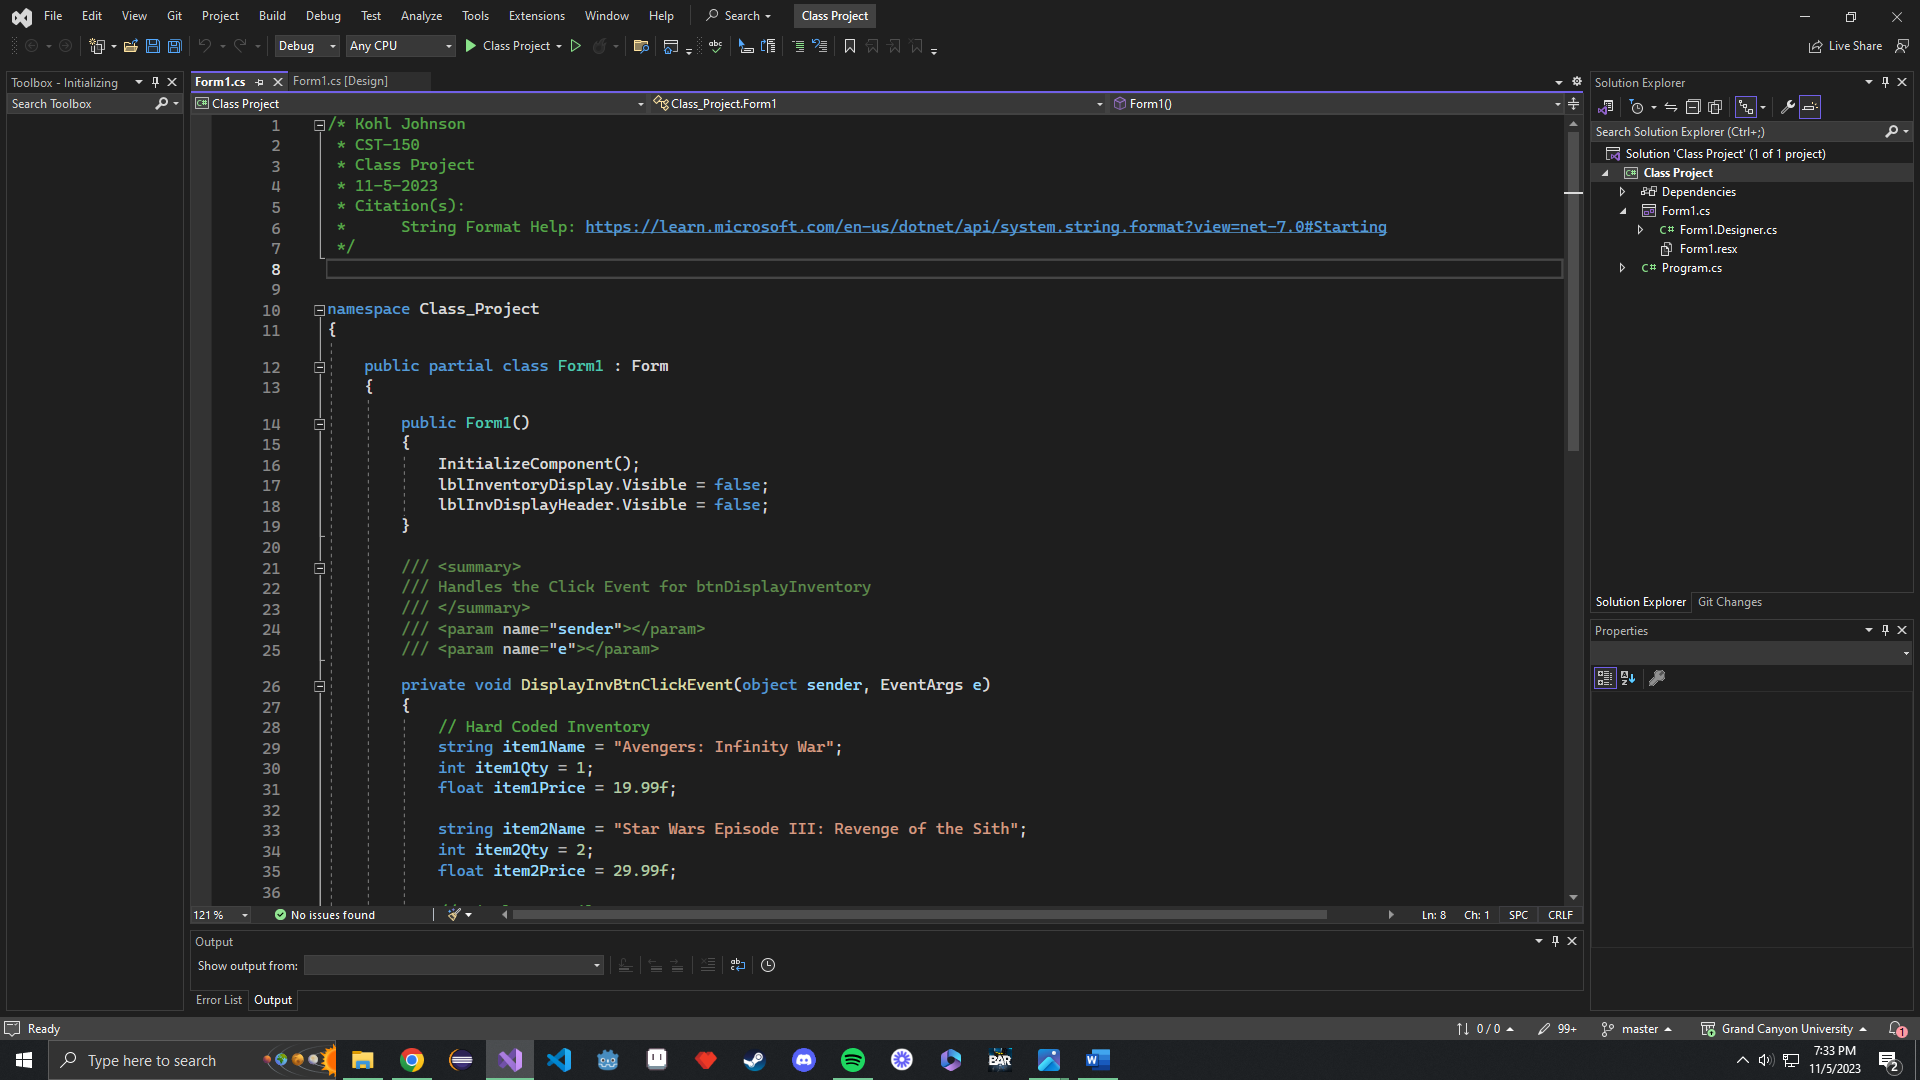 File Edit View Git Project Build Debug Test Analyze Tools Extensions Window Help Search Class Project
Debug Any CPU Class Project Live Share
Toolbox - Initializing
Search Toolbox
Form1.cs Form1.cs [Design]
Class Project Class_Project.Form1 Form1()
1 /* Kohl Johnson
2 * CST-150
3 * Class Project
4 * 11-5-2023
5 * Citation(s):
6 * String Format Help: https://learn.microsoft.com/en-us/dotnet/api/system.string.format?view=net-7.0#Starting
7 */
8
9
10 namespace Class_Project
11 {
12 public partial class Form1 : Form
13 {
14 public Form1()
15 {
16 InitializeComponent();
17 lblInventoryDisplay.Visible = false;
18 lblInvDisplayHeader.Visible = false;
19 }
20
21 /// <summary>
22 /// Handles the Click Event for btnDisplayInventory
23 /// </summary>
24 /// <param name="sender"></param>
25 /// <param name="e"></param>
26 private void DisplayInvBtnClickEvent(object sender, EventArgs e)
27 {
28 // Hard Coded Inventory
29 string item1Name = "Avengers: Infinity War";
30 int item1Qty = 1;
31 float item1Price = 19.99f;
32
33 string item2Name = "Star Wars Episode III: Revenge of the Sith";
34 int item2Qty = 2;
35 float item2Price = 29.99f;
36
121 % No issues found Ln: 8 Ch: 1 SPC CRLF
Output
Show output from:
Error List Output
Solution Explorer
Search Solution Explorer (Ctrl+;)
Solution 'Class Project' (1 of 1 project)
C# Class Project
Dependencies
Form1.cs
C# Form1.Designer.cs
Form1.resx
C# Program.cs
Solution Explorer Git Changes
Properties
Ready 0 / 0 99+ master Grand Canyon University 1
Type here to search BAR 7:33 PM
11/5/2023 2